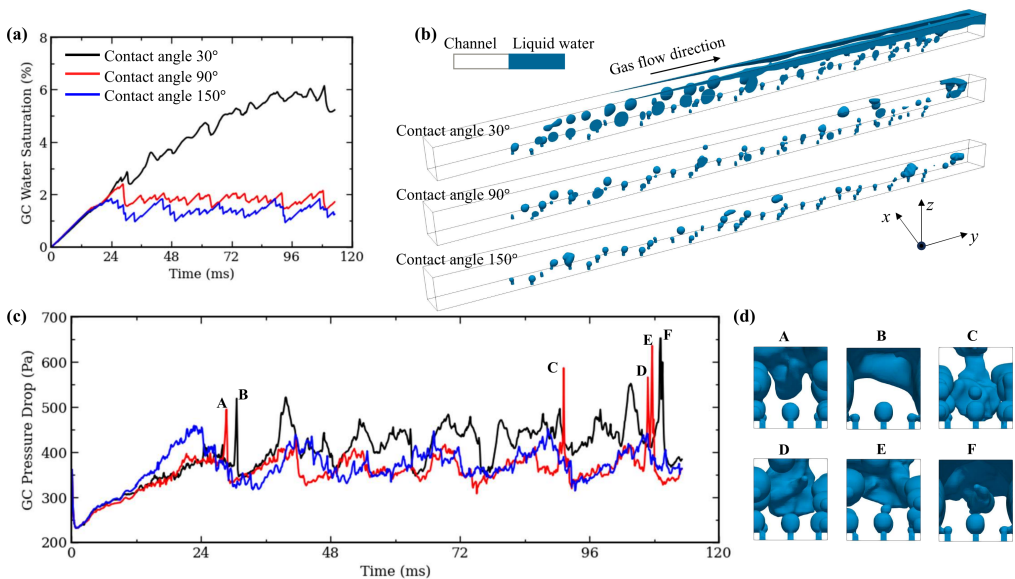 (a)
8
6
4
2
0
GC Water Saturation (%)
Contact angle 30°
Contact angle 90°
Contact angle 150°
0 24 48 72 96 120
Time (ms)
(b)
Channel Liquid water
Gas flow direction
Contact angle 30°
Contact angle 90°
Contact angle 150°
x z y
(c)
700
600
500
400
300
200
GC Pressure Drop (Pa)
A B C D E F
0 24 48 72 96 120
Time (ms)
(d)
A B C
D E F